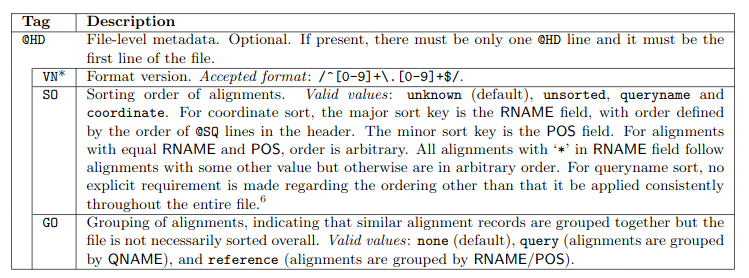 Tag Description
@HD File-level metadata. Optional. If present, there must be only one @HD line and it must be the
first line of the file.
VN* Format version. Accepted format: /^[0-9]+\.[0-9]+$/.
SO Sorting order of alignments. Valid values: unknown (default), unsorted, queryname and
coordinate. For coordinate sort, the major sort key is the RNAME field, with order defined
by the order of @SQ lines in the header. The minor sort key is the POS field. For alignments
with equal RNAME and POS, order is arbitrary. All alignments with ‘*’ in RNAME field follow
alignments with some other value but otherwise are in arbitrary order. For queryname sort, no
explicit requirement is made regarding the ordering other than that it be applied consistently
throughout the entire file.6
GO Grouping of alignments, indicating that similar alignment records are grouped together but the
file is not necessarily sorted overall. Valid values: none (default), query (alignments are grouped
by QNAME), and reference (alignments are grouped by RNAME/POS).